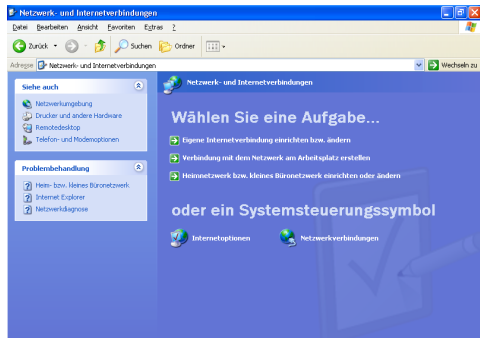 Netzwerk- und Internetverbindungen
Datei Bearbeiten Ansicht Favoriten Extras ?
Zurück Suchen Ordner
Adresse Netzwerk- und Internetverbindungen Wechseln zu
Siehe auch
Netzwerkumgebung
Drucker und andere Hardware
Remotedesktop
Telefon- und Modemoptionen
Problembehandlung
Heim- bzw. kleines Büronetzwerk
Internet Explorer
Netzwerkdiagnose
Netzwerk- und Internetverbindungen
Wählen Sie eine Aufgabe...
Eigene Internetverbindung einrichten bzw. ändern
Verbindung mit dem Netzwerk am Arbeitsplatz erstellen
Heimnetzwerk bzw. kleines Büronetzwerk einrichten oder ändern
oder ein Systemsteuerungssymbol
Internetoptionen Netzwerkverbindungen